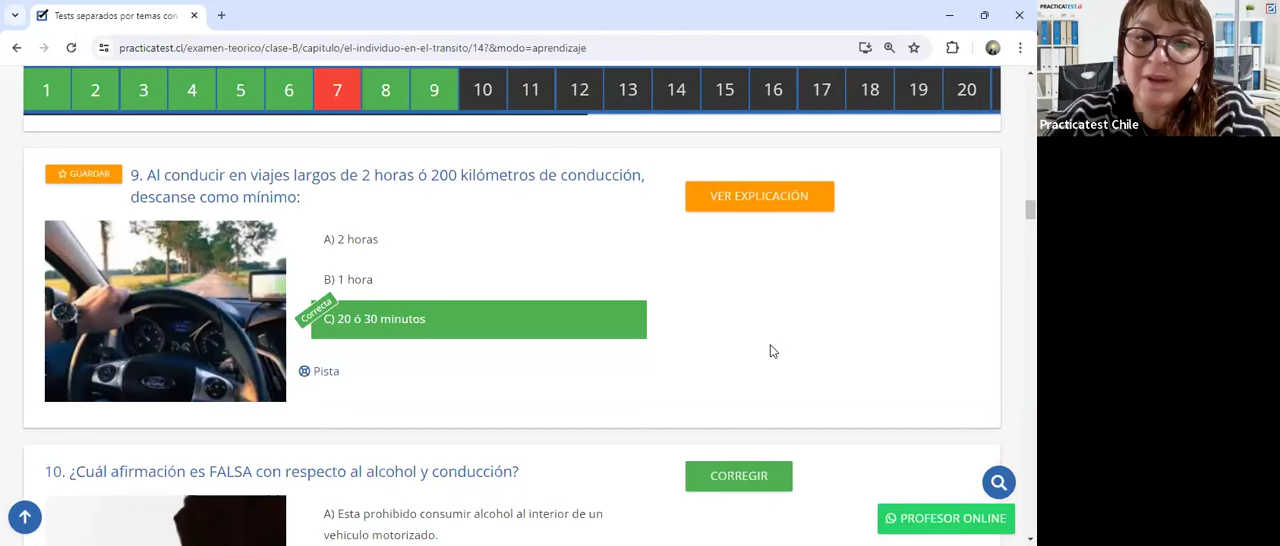 Tests separados por temas con
practicatest.cl/examen-teorico/clase-B/capitulo/el-individuo-en-el-transito/147&modo=aprendizaje
1 2 3 4 5 6 7 8 9 10 11 12 13 14 15 16 17 18 19 20
GUARDAR
9. Al conducir en viajes largos de 2 horas ó 200 kilómetros de conducción,
descanse como mínimo:
VER EXPLICACIÓN
A) 2 horas
B) 1 hora
Correcta
C) 20 ó 30 minutos
Pista
10. ¿Cuál afirmación es FALSA con respecto al alcohol y conducción?
CORREGIR
A) Esta prohibido consumir alcohol al interior de un
vehiculo motorizado.
PROFESOR ONLINE
PRACTICATEST.cl
Practicatest Chile